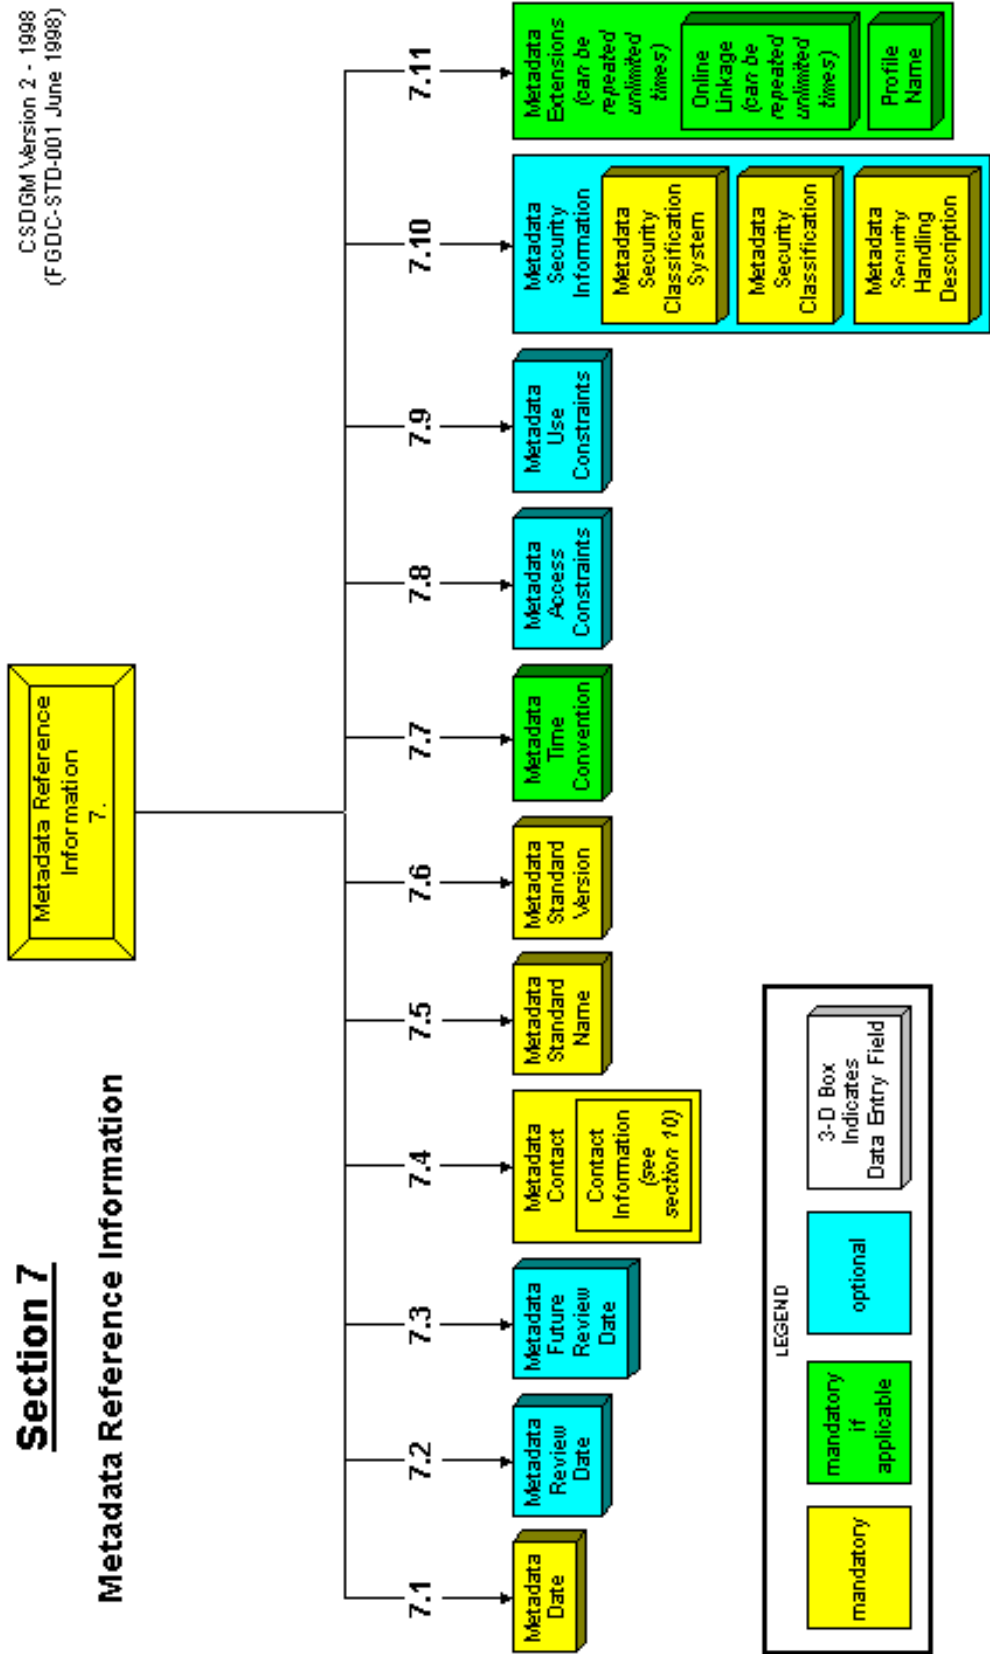 CSDGM Version 2 - 1998
(FGDC-STD-001 June 1998)
Section 7
Metadata Reference Information
Metadata Reference
Information
7.
7.1
7.2
7.3
7.4
7.5
7.6
7.7
7.8
7.9
7.10
7.11
Metadata
Date
Metadata
Review
Date
Metadata
Future
Review
Date
Metadata
Contact
Contact
Information
(see
section 10)
Metadata
Standard
Name
Metadata
Standard
Version
Metadata
Time
Convention
Metadata
Access
Constraints
Metadata
Use
Constraints
Metadata
Security
Information
Metadata
Security
Classification
System
Metadata
Security
Classification
Metadata
Security
Handling
Description
Metadata
Extensions
(can be
repeated
unlimited
times)
Online
Linkage
(can be
repeated
unlimited
times)
Profile
Name
LEGEND
mandatory
mandatory
if
applicable
optional
3-D Box
Indicates
Data Entry Field